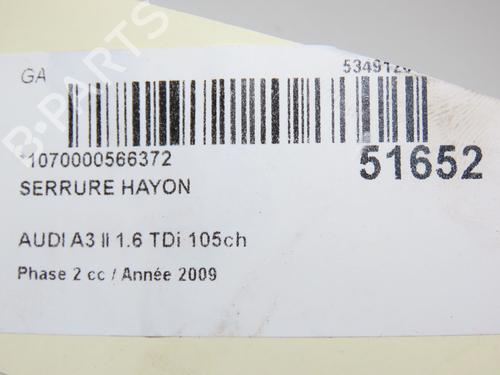 GA
*1070000566372
51652
SERRURE HAYON
AUDI A3 II 1.6 TDi 105ch
Phase 2 cc / Année 2009
B-PARTS